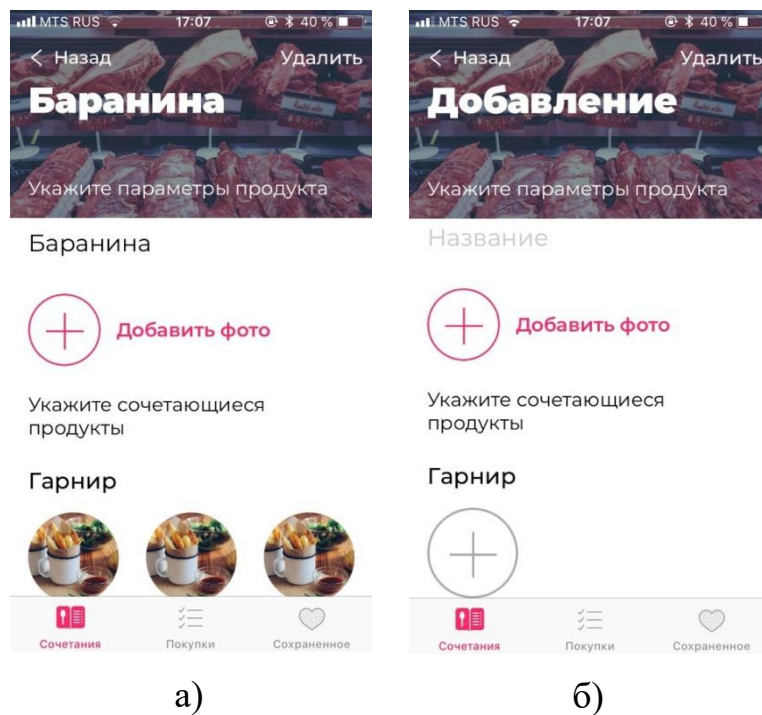 MTS RUS 17:07 40 %
Назад Удалить
Баранина
Укажите параметры продукта
Баранина
Добавить фото
Укажите сочетающиеся
продукты
Гарнир
Сочетания Покупки Сохраненное
а)
MTS RUS 17:07 40 %
Назад Удалить
Добавление
Укажите параметры продукта
Название
Добавить фото
Укажите сочетающиеся
продукты
Гарнир
Сочетания Покупки Сохраненное
б)